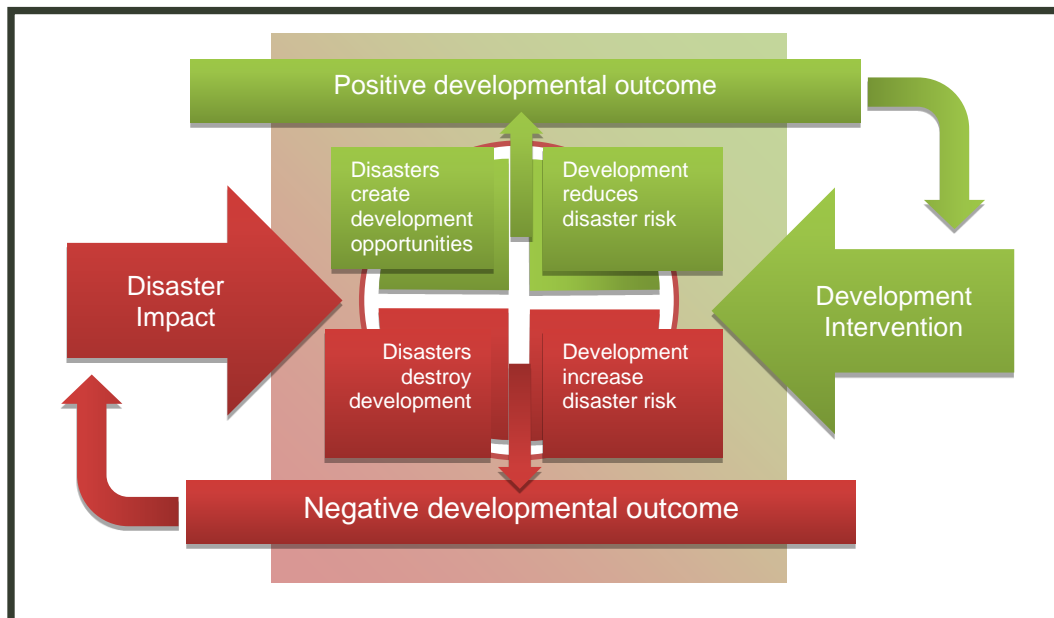 Positive developmental outcome
Disasters
create
development
opportunities
Development
reduces
disaster risk
Disaster
Impact
Development
Intervention
Disasters
destroy
development
Development
increase
disaster risk
Negative developmental outcome